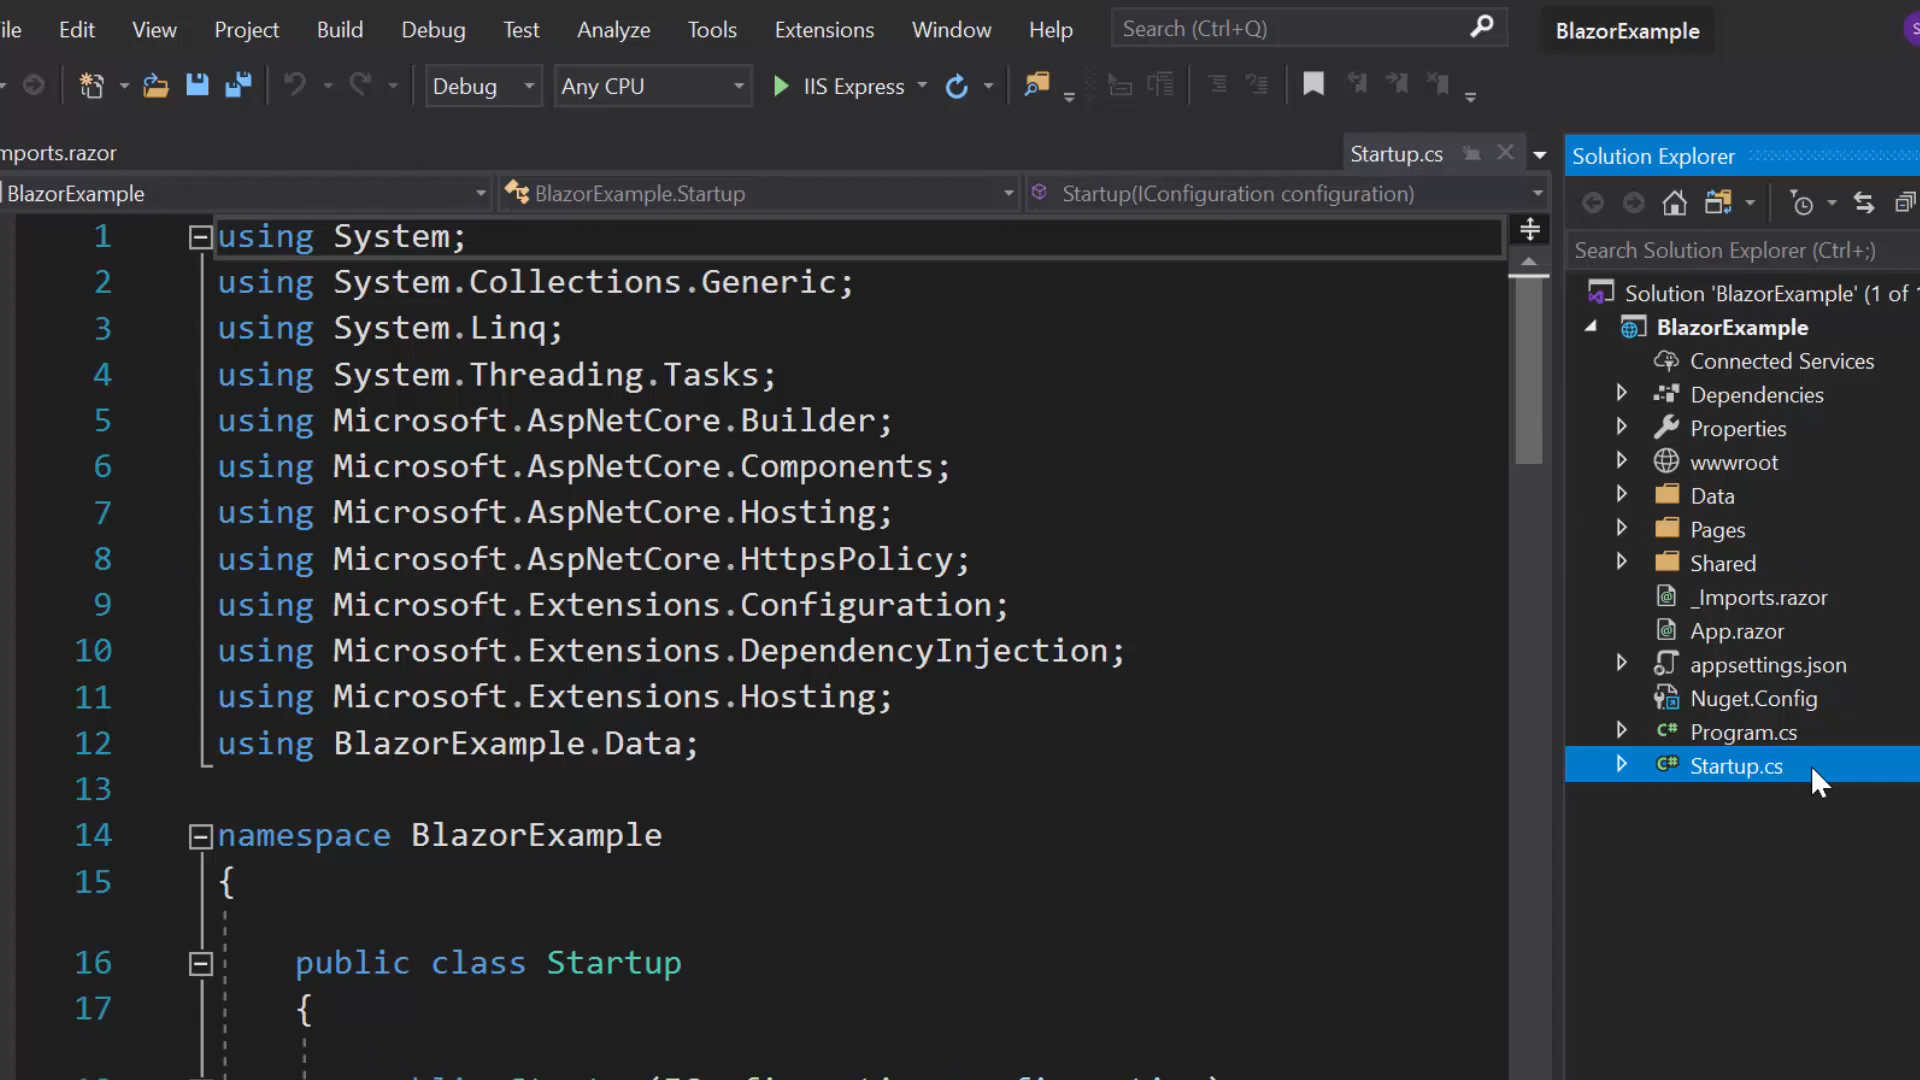 ile Edit View Project Build Debug Test Analyze Tools Extensions Window Help Search (Ctrl+Q) BlazorExample
Debug Any CPU IIS Express
mports.razor Startup.cs
BlazorExample BlazorExample.Startup Startup(IConfiguration configuration)
1 using System;
2 using System.Collections.Generic;
3 using System.Linq;
4 using System.Threading.Tasks;
5 using Microsoft.AspNetCore.Builder;
6 using Microsoft.AspNetCore.Components;
7 using Microsoft.AspNetCore.Hosting;
8 using Microsoft.AspNetCore.HttpsPolicy;
9 using Microsoft.Extensions.Configuration;
10 using Microsoft.Extensions.DependencyInjection;
11 using Microsoft.Extensions.Hosting;
12 using BlazorExample.Data;
13
14 namespace BlazorExample
15 {
16 public class Startup
17 {
Solution Explorer
Search Solution Explorer (Ctrl+;)
Solution 'BlazorExample' (1 of 1
BlazorExample
Connected Services
Dependencies
Properties
wwwroot
Data
Pages
Shared
_Imports.razor
App.razor
appsettings.json
Nuget.Config
C# Program.cs
C# Startup.cs